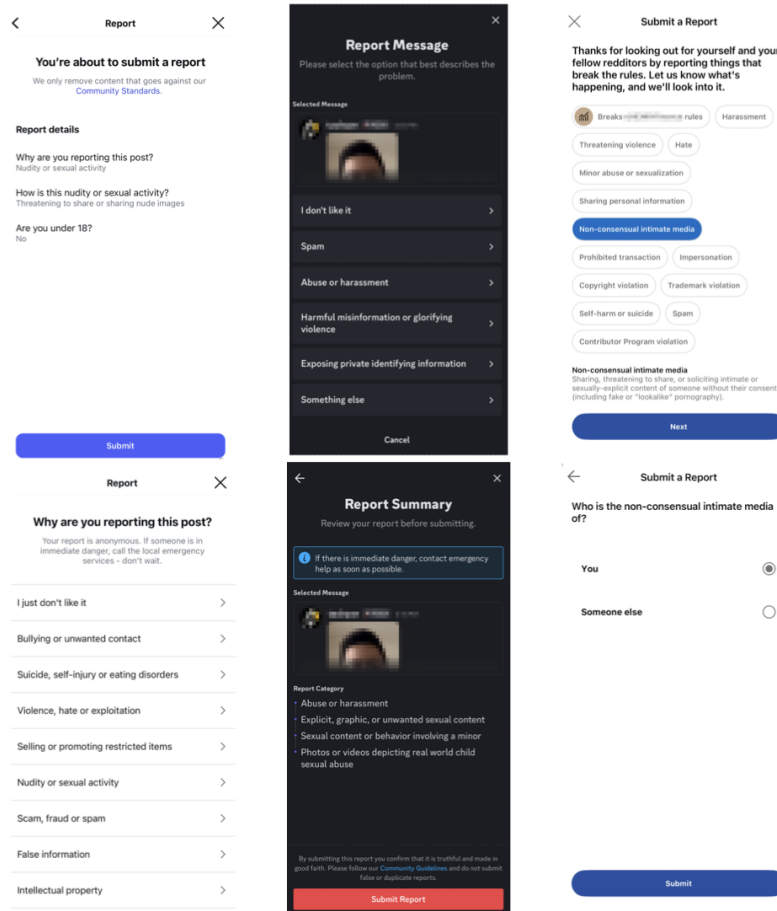 Report
You're about to submit a report
We only remove content that goes against our
Community Standards.
Report details
Why are you reporting this post?
Nudity or sexual activity
How is this nudity or sexual activity?
Threatening to share or sharing nude images
Are you under 18?
No
Submit
Report Message
Please select the option that best describes the
problem.
Selected Message
I don't like it
Spam
Abuse or harassment
Harmful misinformation or glorifying
violence
Exposing private identifying information
Something else
Cancel
Submit a Report
Thanks for looking out for yourself and your
fellow redditors by reporting things that
break the rules. Let us know what's
happening, and we'll look into it.
Breaks rules
Harassment
Threatening violence
Hate
Minor abuse or sexualization
Sharing personal information
Non-consensual intimate media
Prohibited transaction
Impersonation
Copyright violation
Trademark violation
Self-harm or suicide
Spam
Contributor Program violation
Non-consensual intimate media
Sharing, threatening to share, or soliciting intimate or
sexually-explicit content of someone without their consent
(including fake or "lookalike" pornography).
Next
Report
Why are you reporting this post?
Your report is anonymous. If someone is in
immediate danger, call the local emergency
services - don't wait.
I just don't like it
Bullying or unwanted contact
Suicide, self-injury or eating disorders
Violence, hate or exploitation
Selling or promoting restricted items
Nudity or sexual activity
Scam, fraud or spam
False information
Intellectual property
Report Summary
Review your report before submitting.
If there is immediate danger, contact emergency
help as soon as possible.
Selected Message
Report Category
Abuse or harassment
Explicit, graphic, or unwanted sexual content
Sexual content or behavior involving a minor
Photos or videos depicting real world child
sexual abuse
By submitting this report you confirm that it is truthful and made in
good faith. Please follow our Community Guidelines and do not submit
false or duplicate reports.
Submit Report
Submit a Report
Who is the non-consensual intimate media
of?
You
Someone else
Submit